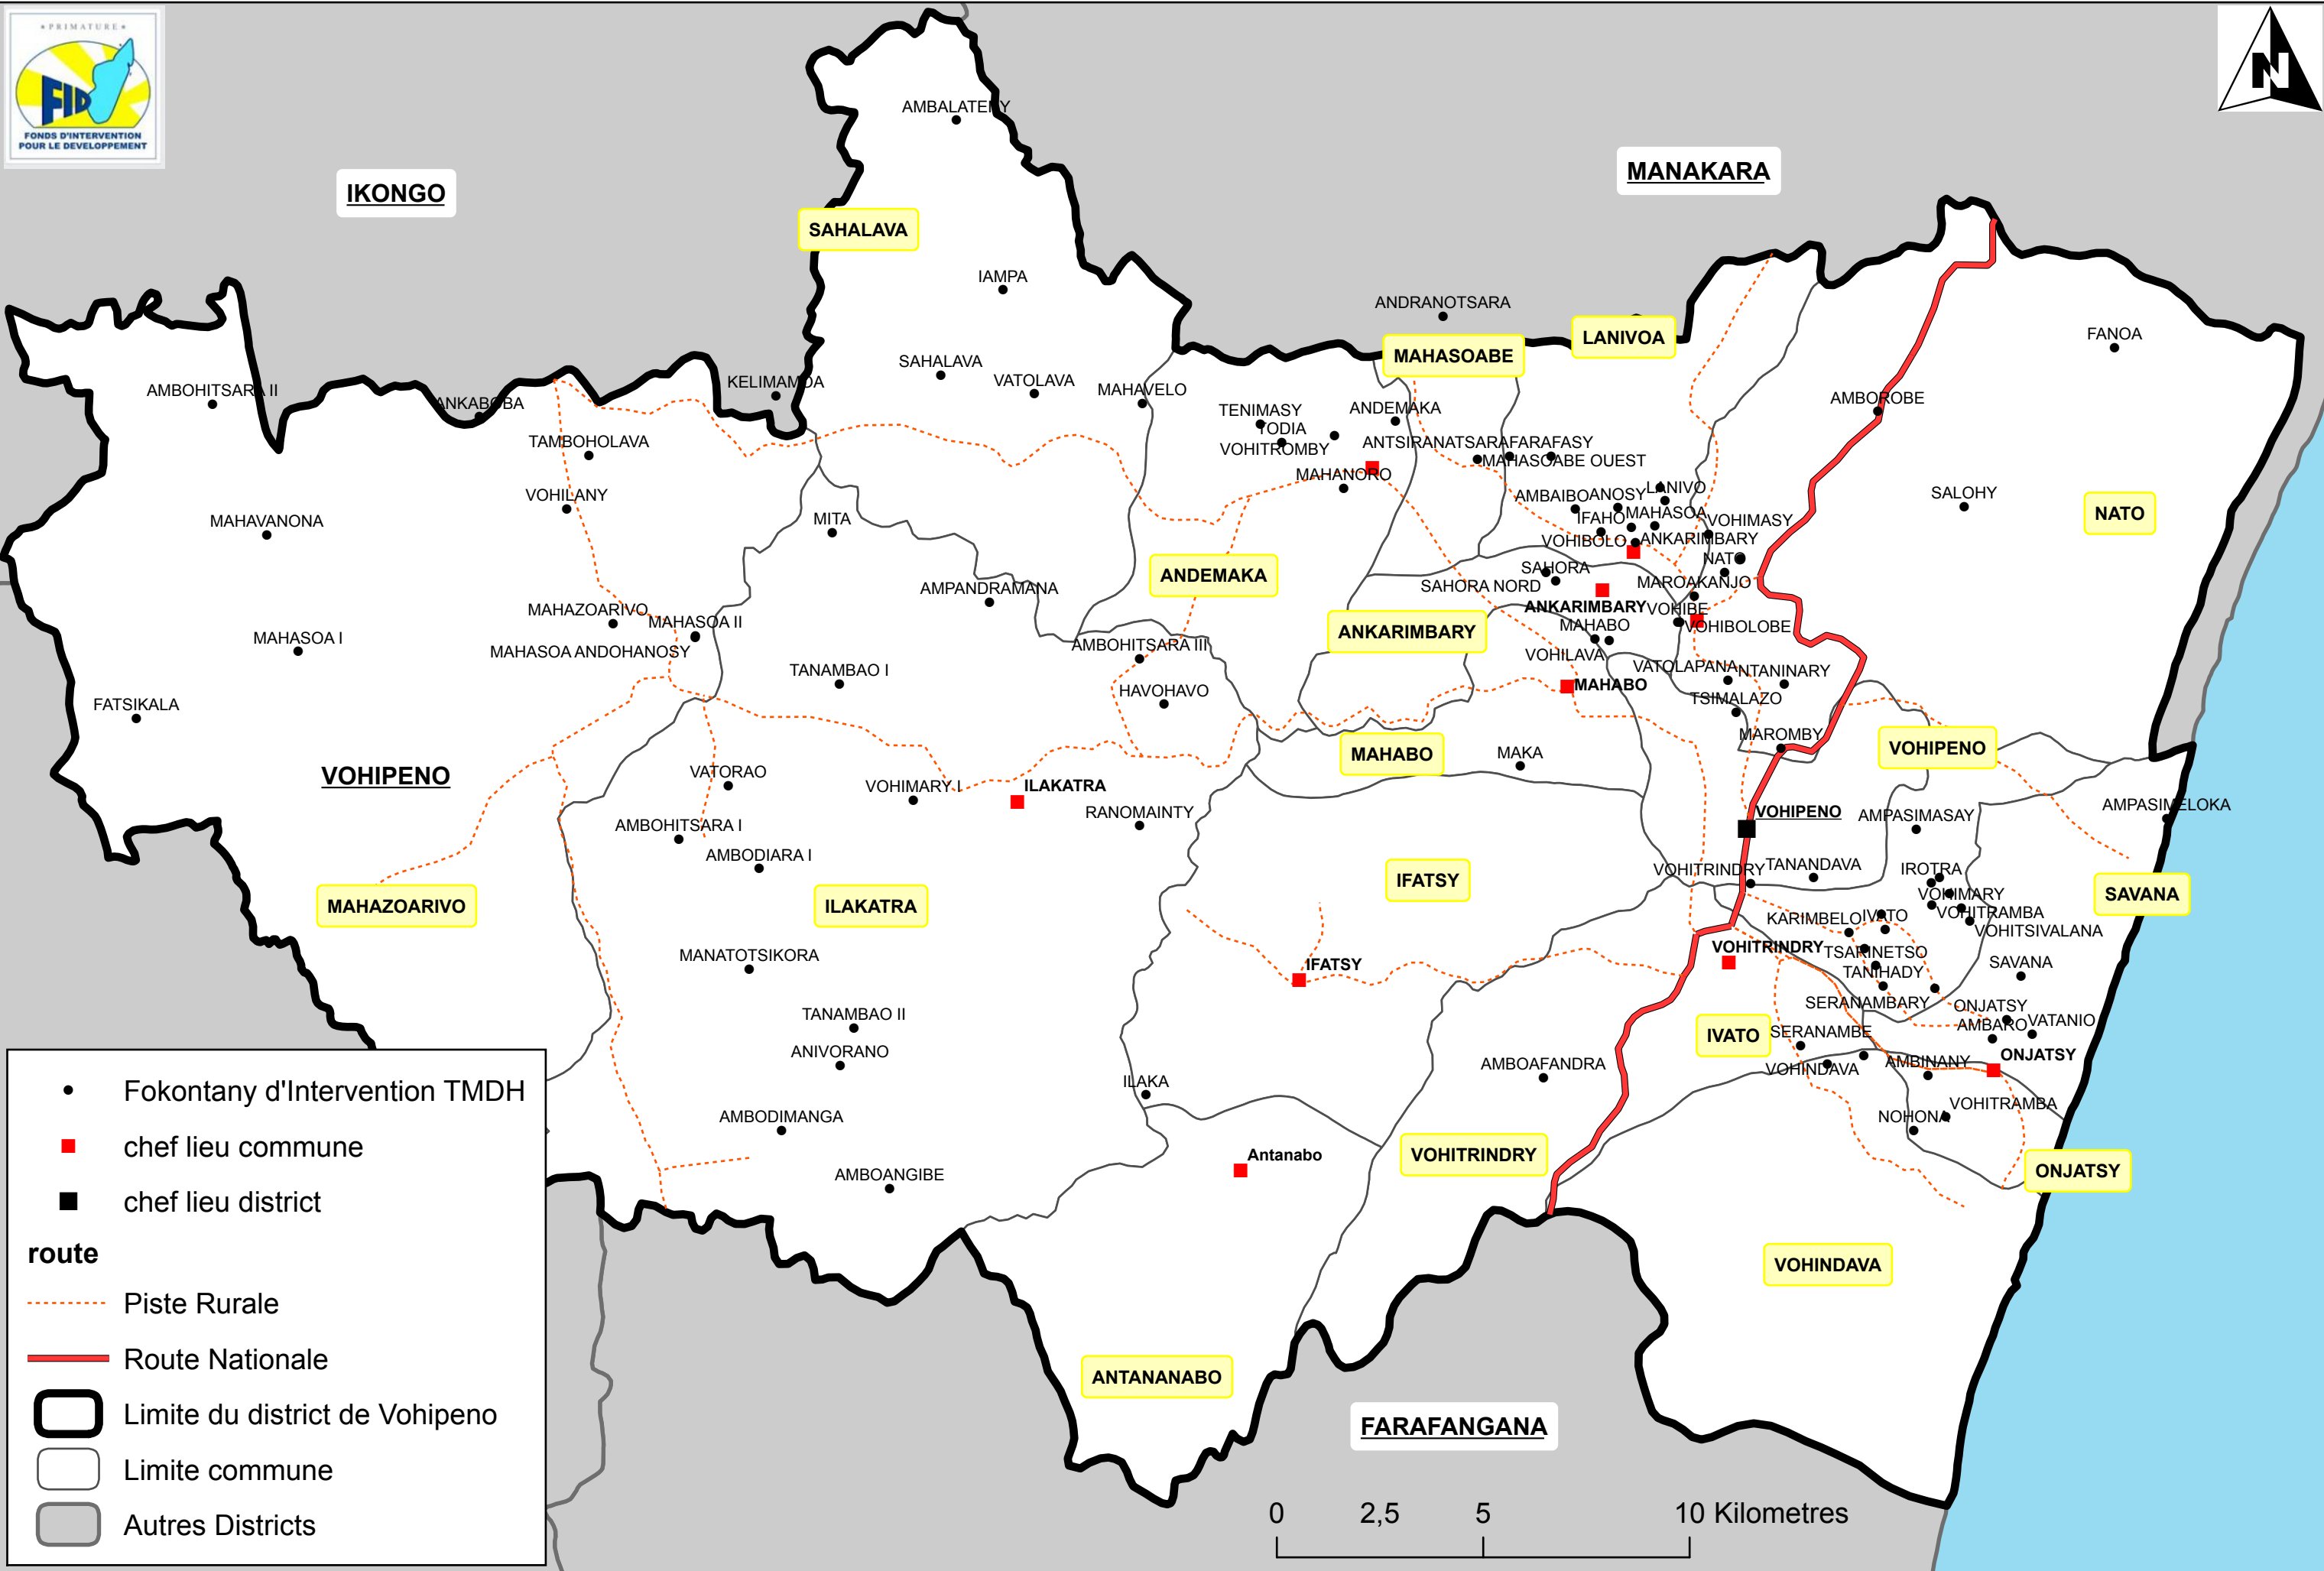 • PRIMATURE •
FID
FONDS D'INTERVENTION
POUR LE DEVELOPPEMENT
N
IKONGO
MANAKARA
AMBALATENY
SAHALAVA
IAMPA
ANDRANOTSARA
LANIVOA
MAHASOABE
FANOA
SAHALAVA
VATOLAVA
KELIMAMOA
MAHAVELO
AMBOHITSARA II
ANKABOBA
AMBOROBE
TENIMASY
ANDEMAKA
YODIA
TAMBOHOLAVA
VOHITROMBY
ANTSIRANATSARAFARAFASY
MAHASOABE OUEST
MAHANORO
LANIVO
VOHILANY
AMBAIBO
ANOSY
SALOHY
NATO
MAHAVANONA
MITA
IFAHO
MAHASOA
VOHIMASY
VOHIBOLO
ANKARIMBARY
NATO
ANDEMAKA
SAHORA
SAHORA NORD
MAROAKANJO
AMPANDRAMANA
ANKARIMBARY
VOHIBE
MAHAZOARIVO
MAHASOA II
MAHABO
VOHIBOLOBE
ANKARIMBARY
MAHASOA I
MAHASOA ANDOHANOSY
AMBOHITSARA III
VOHILAVA
TANAMBAO I
VATOLAPANA
NTANINARY
MAHABO
HAVOHAVO
TSIMALAZO
FATSIKALA
MAROMBY
VOHIPENO
MAHABO
MAKA
VOHIPENO
VATORAO
VOHIMARY I
ILAKATRA
RANOMAINTY
VOHIPENO
AMPASIMASAY
AMPASIMELOKA
AMBOHITSARA I
AMBODIARA I
VOHITRINDRY
TANANDAVA
IROTRA
IFATSY
SAVANA
VOHIMARY
MAHAZOARIVO
ILAKATRA
KARIMBELO
IVATO
VOHITRAMBA
VOHITSIVALANA
VOHITRINDRY
TSARINETSO
MANATOTSIKORA
IFATSY
TANIHADY
SAVANA
SERANAMBARY
ONJATSY
TANAMBAO II
AMBARO
VATANIO
IVATO
SERANAMBE
ANIVORANO
ONJATSY
AMBOAFANDRA
VOHINDAVA
AMBINANY
ILAKA
NOHONA
VOHITRAMBA
AMBODIMANGA
Antanabo
VOHITRINDRY
ONJATSY
AMBOANGIBE
VOHINDAVA
ANTANANABO
FARAFANGANA
Fokontany d'Intervention TMDH
chef lieu commune
chef lieu district
route
Piste Rurale
Route Nationale
Limite du district de Vohipeno
Limite commune
Autres Districts
0 2,5 5 10 Kilometres